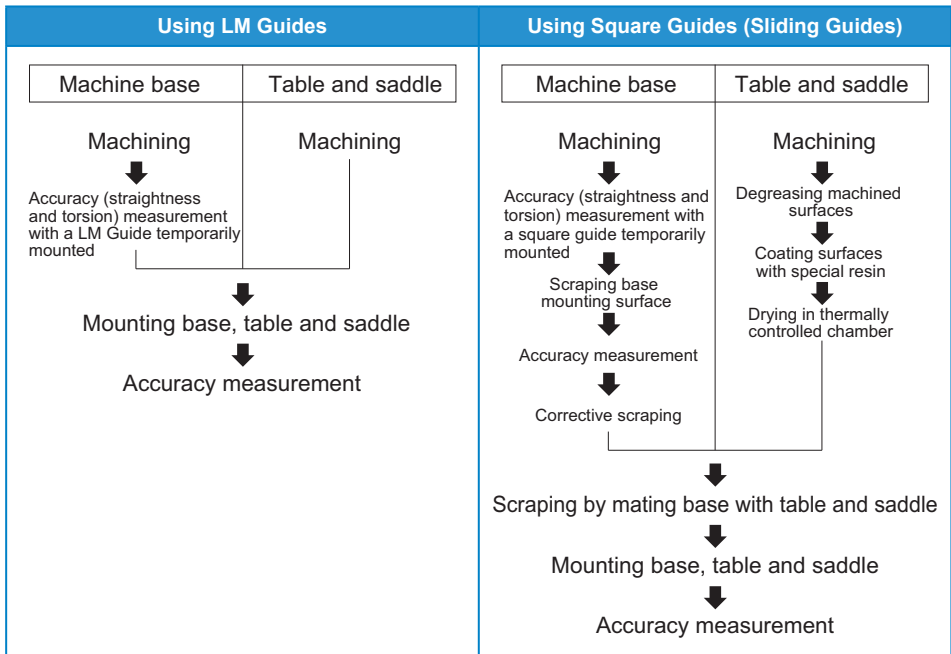 Using LM Guides
Machine base
Table and saddle
Machining
Machining
Accuracy (straightness
and torsion) measurement
with a LM Guide temporarily
mounted
Mounting base, table and saddle
Accuracy measurement
Using Square Guides (Sliding Guides)
Machine base
Table and saddle
Machining
Accuracy (straightness and
torsion) measurement with
a square guide temporarily
mounted
Scraping base
mounting surface
Accuracy measurement
Corrective scraping
Machining
Degreasing machined
surfaces
Coating surfaces
with special resin
Drying in thermally
controlled chamber
Scraping by mating base with table and saddle
Mounting base, table and saddle
Accuracy measurement